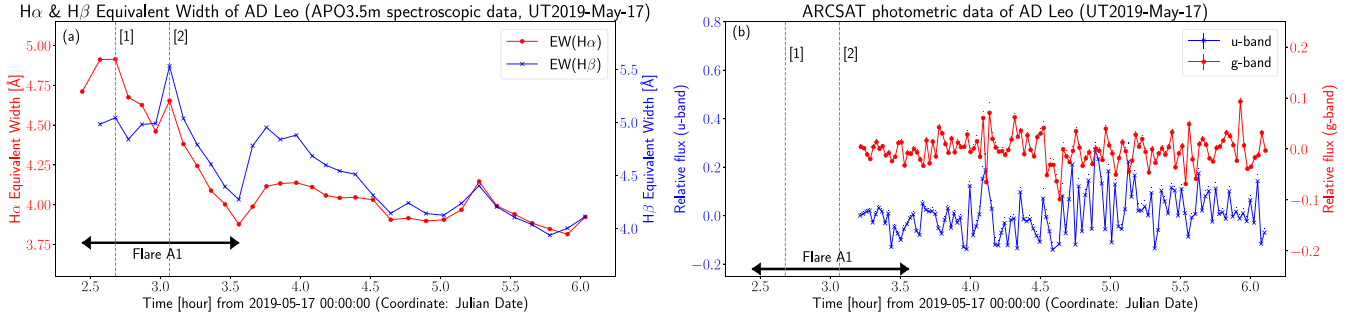 Hα & Hβ Equivalent Width of AD Leo (APO3.5m spectroscopic data, UT2019-May-17)
(a)
[1]
[2]
EW(Hα)
EW(Hβ)
Hα Equivalent Width [Å]
5.00
4.75
4.50
4.25
4.00
3.75
Hβ Equivalent Width [Å]
5.5
5.0
4.5
4.0
Flare A1
2.5 3.0 3.5 4.0 4.5 5.0 5.5 6.0
Time [hour] from 2019-05-17 00:00:00 (Coordinate: Julian Date)
ARCSAT photometric data of AD Leo (UT2019-May-17)
(b)
[1]
[2]
u-band
g-band
Relative flux (u-band)
0.8
0.6
0.4
0.2
0.0
−0.2
Relative flux (g-band)
0.2
0.1
0.0
−0.1
−0.2
Flare A1
2.5 3.0 3.5 4.0 4.5 5.0 5.5 6.0
Time [hour] from 2019-05-17 00:00:00 (Coordinate: Julian Date)